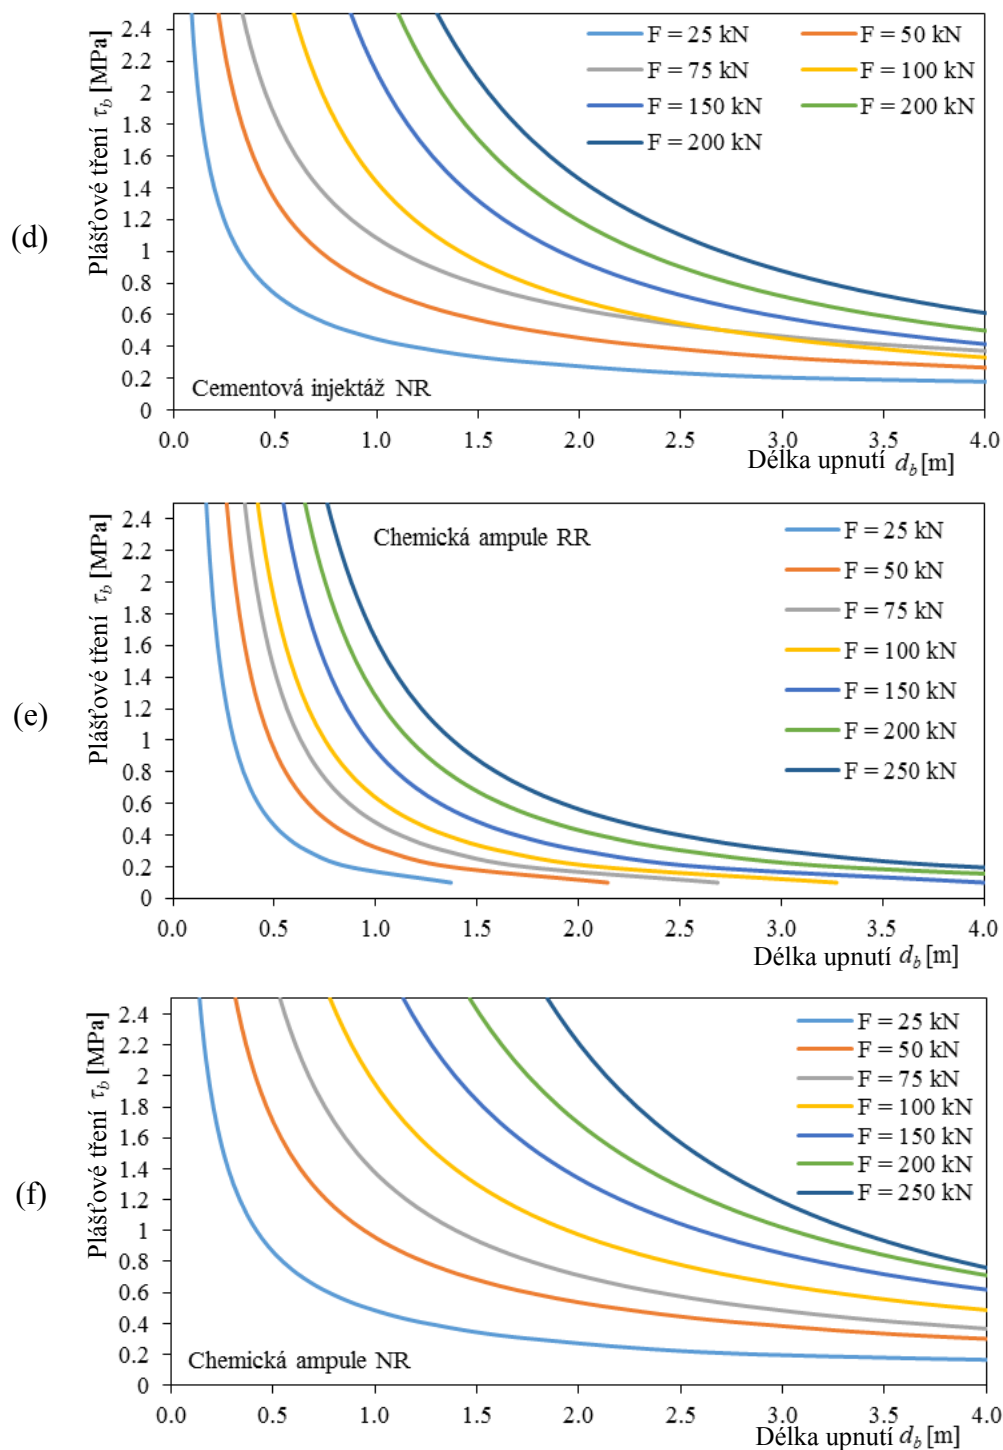 (d)
Plášťové tření τb [MPa]
2.4
2.2
2
1.8
1.6
1.4
1.2
1
0.8
0.6
0.4
0.2
0
F = 25 kN
F = 50 kN
F = 75 kN
F = 100 kN
F = 150 kN
F = 200 kN
F = 200 kN
Cementová injektáž NR
0.0 0.5 1.0 1.5 2.0 2.5 3.0 3.5 4.0
Délka upnutí db [m]
(e)
Plášťové tření τb [MPa]
2.4
2.2
2
1.8
1.6
1.4
1.2
1
0.8
0.6
0.4
0.2
0
Chemická ampule RR
F = 25 kN
F = 50 kN
F = 75 kN
F = 100 kN
F = 150 kN
F = 200 kN
F = 250 kN
0.0 0.5 1.0 1.5 2.0 2.5 3.0 3.5 4.0
Délka upnutí db [m]
(f)
Plášťové tření τb [MPa]
2.4
2.2
2
1.8
1.6
1.4
1.2
1
0.8
0.6
0.4
0.2
0
F = 25 kN
F = 50 kN
F = 75 kN
F = 100 kN
F = 150 kN
F = 200 kN
F = 250 kN
Chemická ampule NR
0.0 0.5 1.0 1.5 2.0 2.5 3.0 3.5 4.0
Délka upnutí db [m]